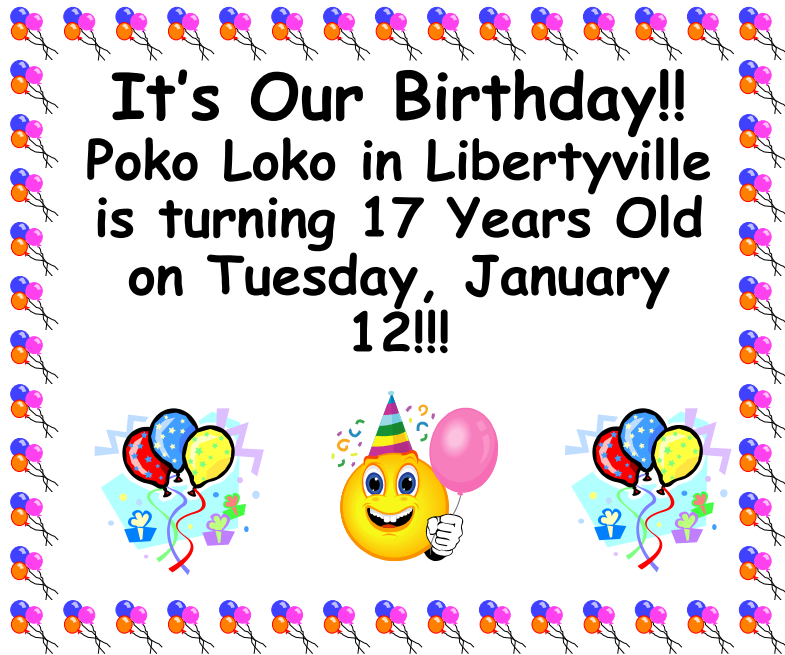 It's Our Birthday!!
Poko Loko in Libertyville
is turning 17 Years Old
on Tuesday, January
12!!!